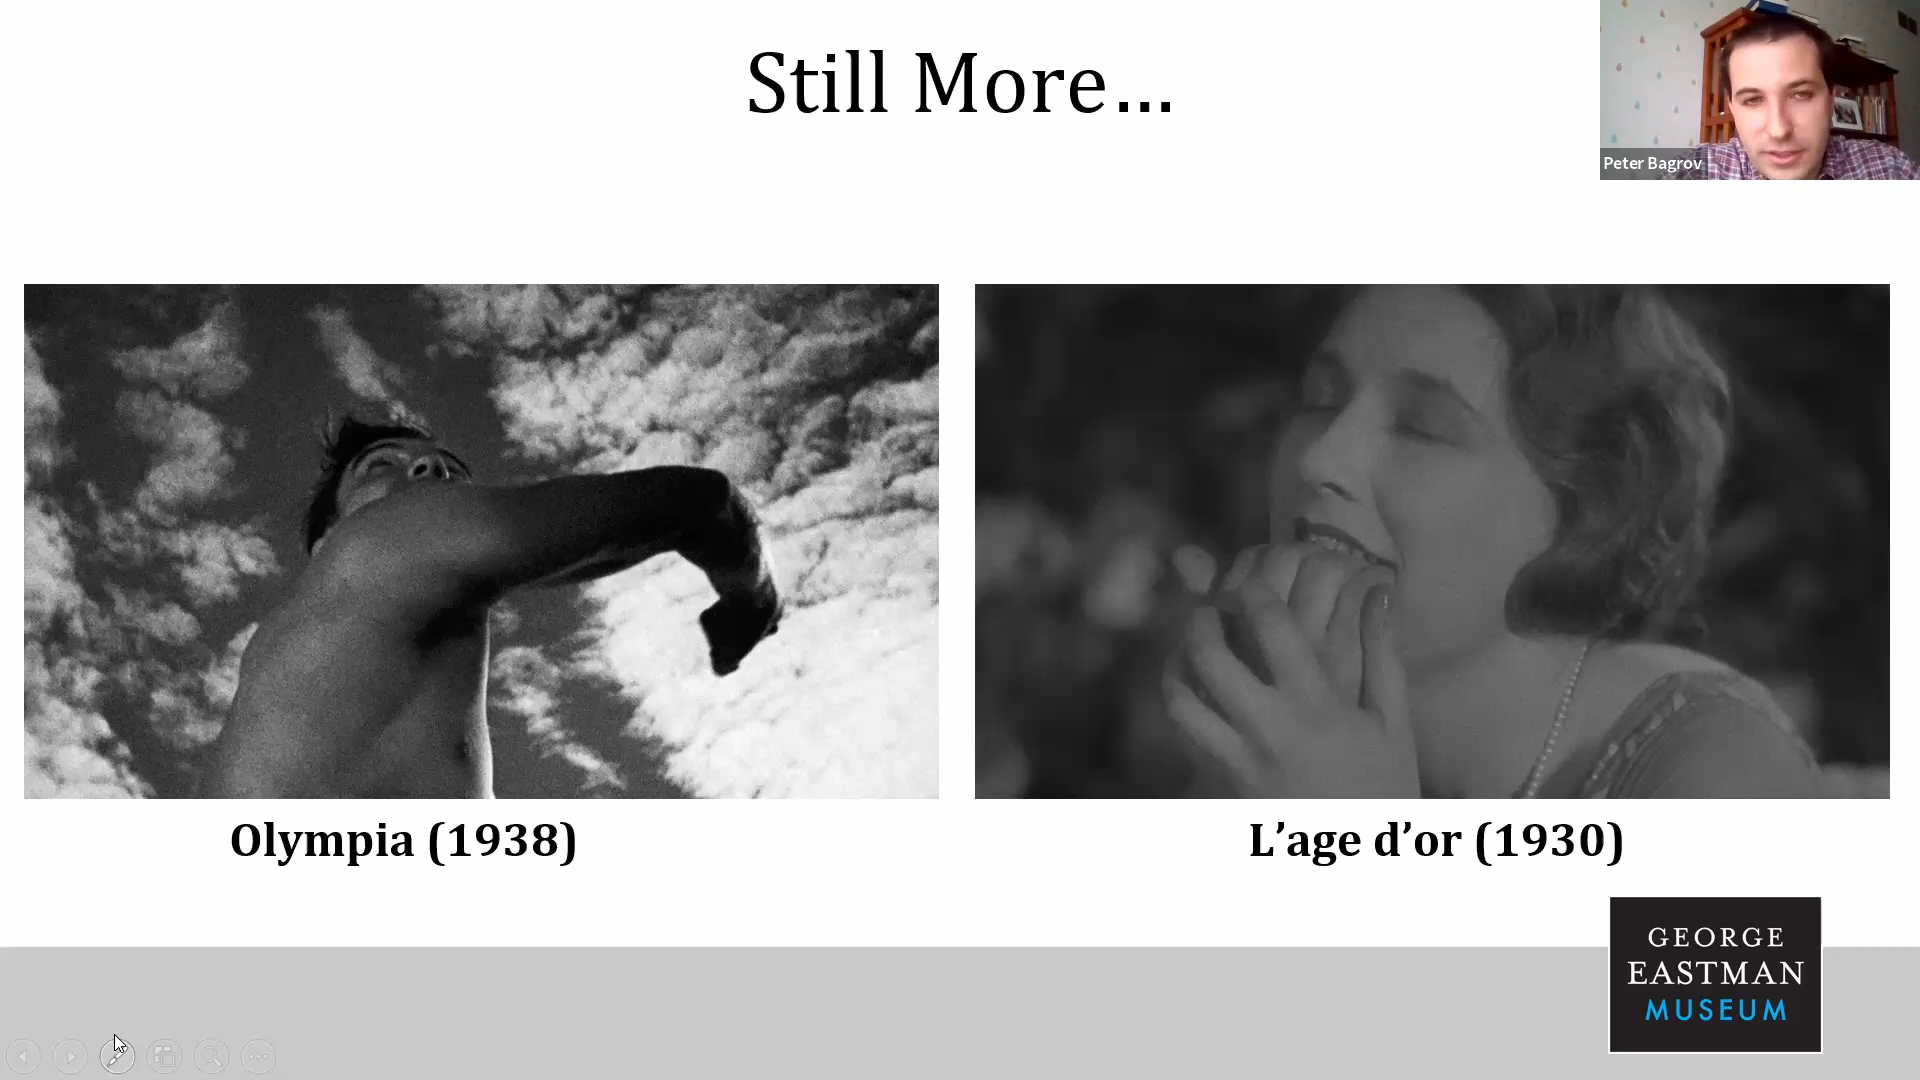 Still More…
Peter Bagrov
Olympia (1938)
L’age d’or (1930)
GEORGE
EASTMAN
MUSEUM